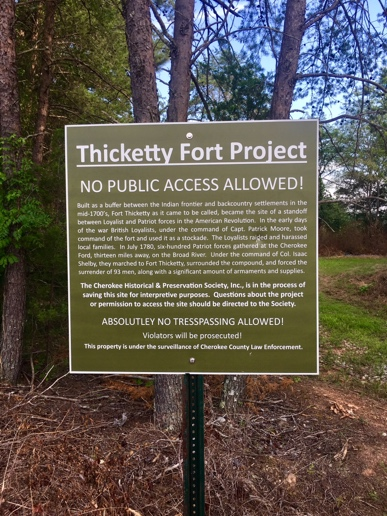 Thicketty Fort Project
NO PUBLIC ACCESS ALLOWED!
Built as a buffer between the Indian frontier and backcountry settlements in the
mid-1700's, Fort Thicketty as it came to be called, became the site of a standoff
between Loyalist and Patriot forces in the American Revolution. In the early days
of the war British Loyalists, under the command of Capt. Patrick Moore, took
command of the fort and used it as a stockade. The Loyalists raided and harassed
local families. In July 1780, six-hundred Patriot forces gathered at the Cherokee
Ford, thirteen miles away, on the Broad River. Under the command of Col. Isaac
Shelby, they marched to Fort Thicketty, surrounded the compound, and forced the
surrender of 93 men, along with a significant amount of armaments and supplies.
The Cherokee Historical & Preservation Society, Inc., is in the process of
saving this site for interpretive purposes. Questions about the project
or permission to access the site should be directed to the Society.
ABSOLUTLEY NO TRESSPASSING ALLOWED!
Violators will be prosecuted!
This property is under the surveillance of Cherokee County Law Enforcement.